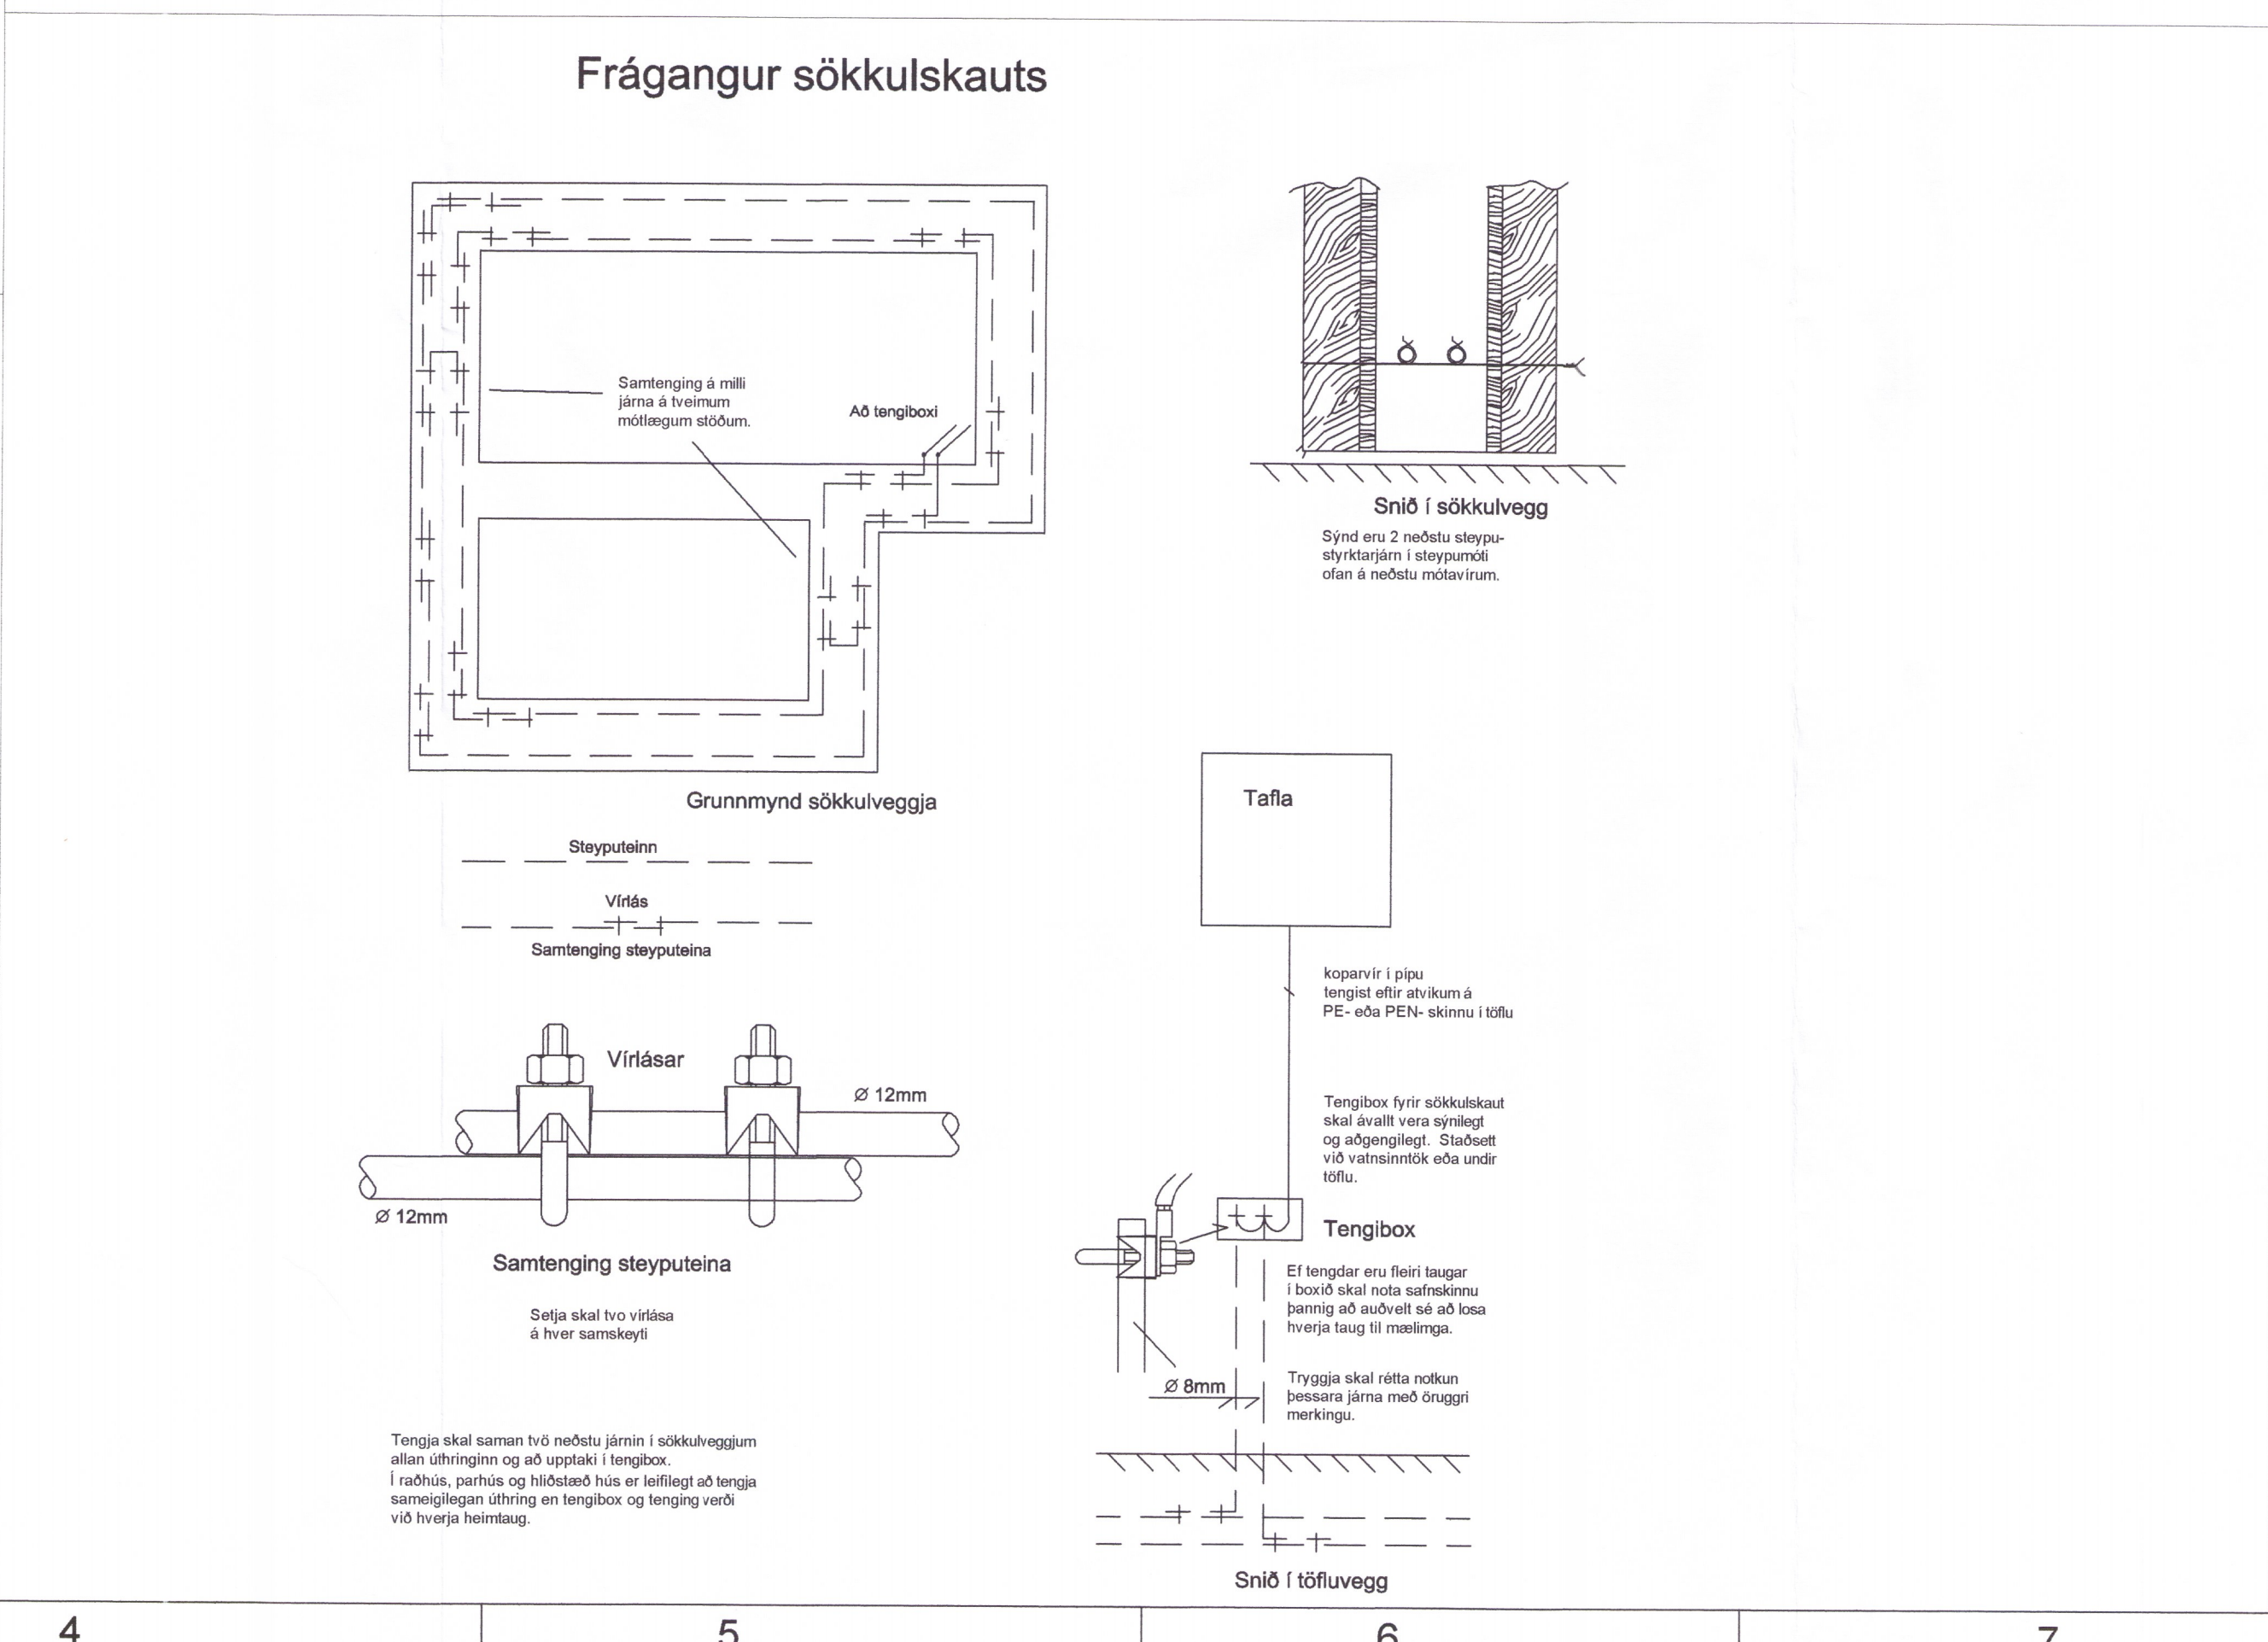 Frágangur sökkulskauts
Samtenging á milli
járna á tveimum
mótlægum stöðum.
Að tengiboxi
Grunnmynd sökkulveggja
Steyputeinn
Vírlás
Samtenging steyputeina
Vírlásar
Ø 12mm
Ø 12mm
Samtenging steyputeina
Setja skal tvo vírlása
á hver samskeyti
Tengja skal saman tvö neðstu járnin í sökkulveggjum
allan úthringinn og að upptaki í tengibox.
Í raðhús, parhús og hliðstæð hús er leifilegt að tengja
sameigilegan úthring en tengibox og tenging verði
við hverja heimtaug.
Snið í sökkulvegg
Sýnd eru 2 neðstu steypu-
styrktarjárn í steypumóti
ofan á neðstu mótavírum.
Tafla
koparvír í pípu
tengist eftir atvikum á
PE- eða PEN- skinnu í töflu
Tengibox fyrir sökkulskaut
skal ávallt vera sýnilegt
og aðgengilegt. Staðsett
við vatnsinntök eða undir
töflu.
Tengibox
Ef tengdar eru fleiri taugar
í boxið skal nota safnskinnu
þannig að auðvelt sé að losa
hverja taug til mælimga.
Ø 8mm
Tryggja skal rétta notkun
þessara járna með öruggri
merkingu.
Snið í töfluvegg
4
5
6
7